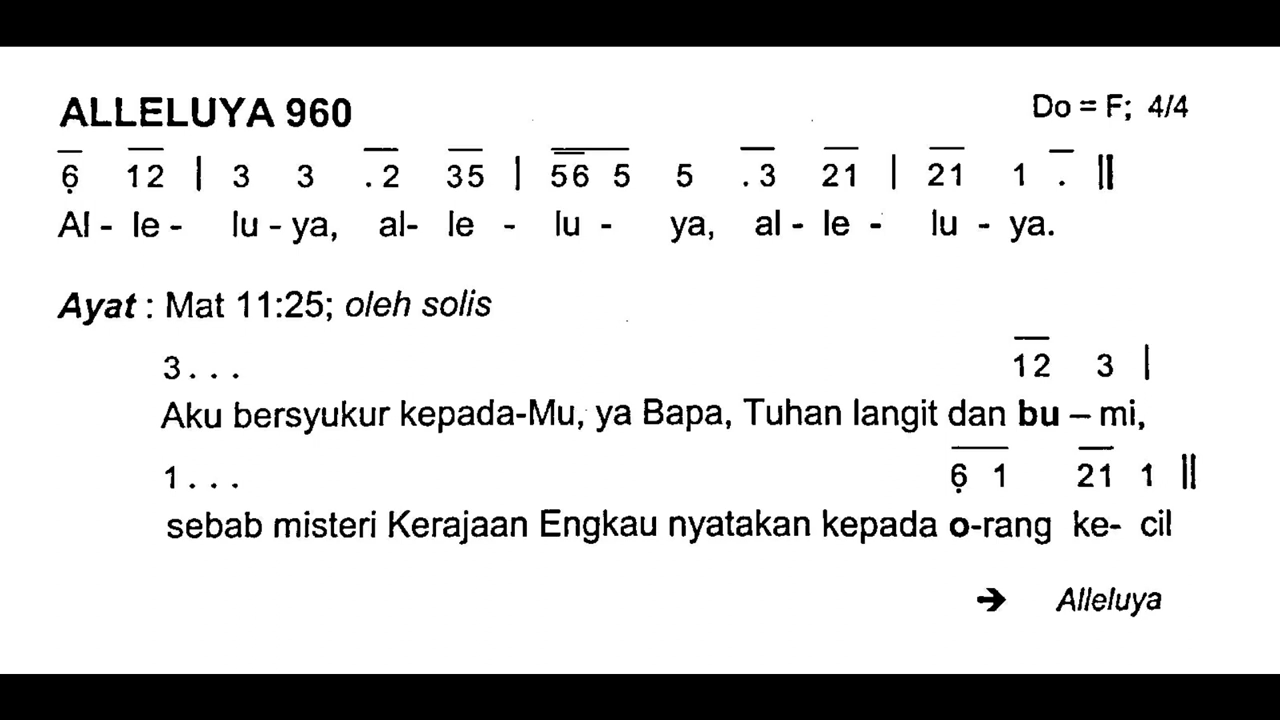 ALLELUYA 960 Do = F; 4/4
6̣ 12 | 3 3 .2 35 | 56 5 5 .3 21 | 21 1 . ||
Al - le - lu - ya, al- le - lu - ya, al - le - lu - ya.
Ayat : Mat 11:25; oleh solis
3 . . . 12 3 |
Aku bersyukur kepada-Mu, ya Bapa, Tuhan langit dan bu – mi,
1 . . . 6̣ 1 21 1 ||
sebab misteri Kerajaan Engkau nyatakan kepada o-rang ke- cil
→ Alleluya